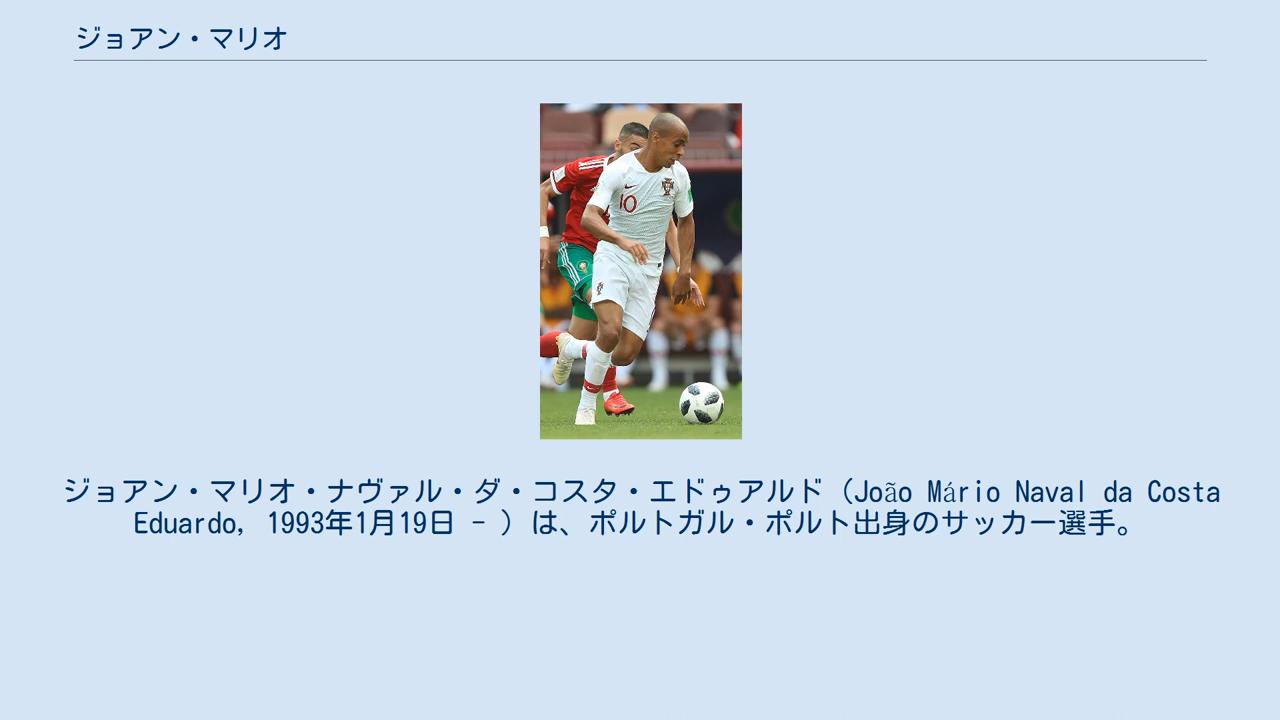 ジョアン・マリオ
10
ジョアン・マリオ・ナヴァル・ダ・コスタ・エドゥアルド（João Mário Naval da Costa
Eduardo, 1993年1月19日 - ）は、ポルトガル・ポルト出身のサッカー選手。